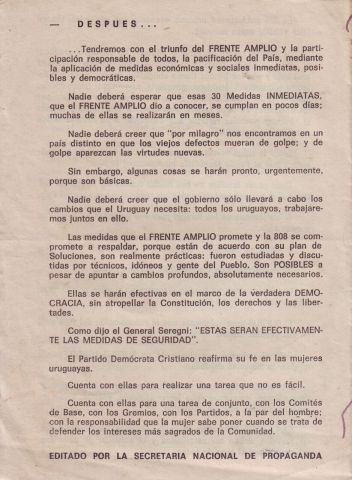 — DESPUES...
...Tendremos con el triunfo del FRENTE AMPLIO y la parti-
cipación responsable de todos, la pacificación del País, mediante
la aplicación de medidas económicas y sociales inmediatas, posi-
bles y democráticas.
Nadie deberá esperar que esas 30 Medidas INMEDIATAS,
que el FRENTE AMPLIO dio a conocer, se cumplan en pocos días;
muchas de ellas se realizarán en meses.
Nadie deberá creer que "por milagro" nos encontramos en un
país distinto en que los viejos defectos mueran de golpe; y de
golpe aparezcan las virtudes nuevas.
Sin embargo, algunas cosas se harán pronto, urgentemente,
porque son básicas.
Nadie deberá creer que el gobierno sólo llevará a cabo los
cambios que el Uruguay necesita: todos los uruguayos, trabajare-
mos juntos en ello.
Las medidas que el FRENTE AMPLIO promete y la 808 se com-
promete a respaldar, porque están de acuerdo con su plan de
Soluciones, son realmente prácticas: fueron estudiadas y discu-
tidas por técnicos, idóneos y gente del Pueblo. Son POSIBLES a
pesar de apuntar a cambios profundos, absolutamente necesarios.
Ellas se harán efectivas en el marco de la verdadera DEMO-
CRACIA, sin atropellar la Constitución, los derechos y las liber-
tades.
Como dijo el General Seregni: "ESTAS SERAN EFECTIVAMEN-
TE LAS MEDIDAS DE SEGURIDAD".
El Partido Demócrata Cristiano reafirma su fe en las mujeres
uruguayas.
Cuenta con ellas para realizar una tarea que no es fácil.
Cuenta con ellas para una tarea de conjunto, con los Comités
de Base, con los Gremios, con los Partidos, a la par del hombre;
con la responsabilidad que la mujer sabe poner cuando se trata de
defender los intereses más sagrados de la Comunidad.
EDITADO POR LA SECRETARIA NACIONAL DE PROPAGANDA